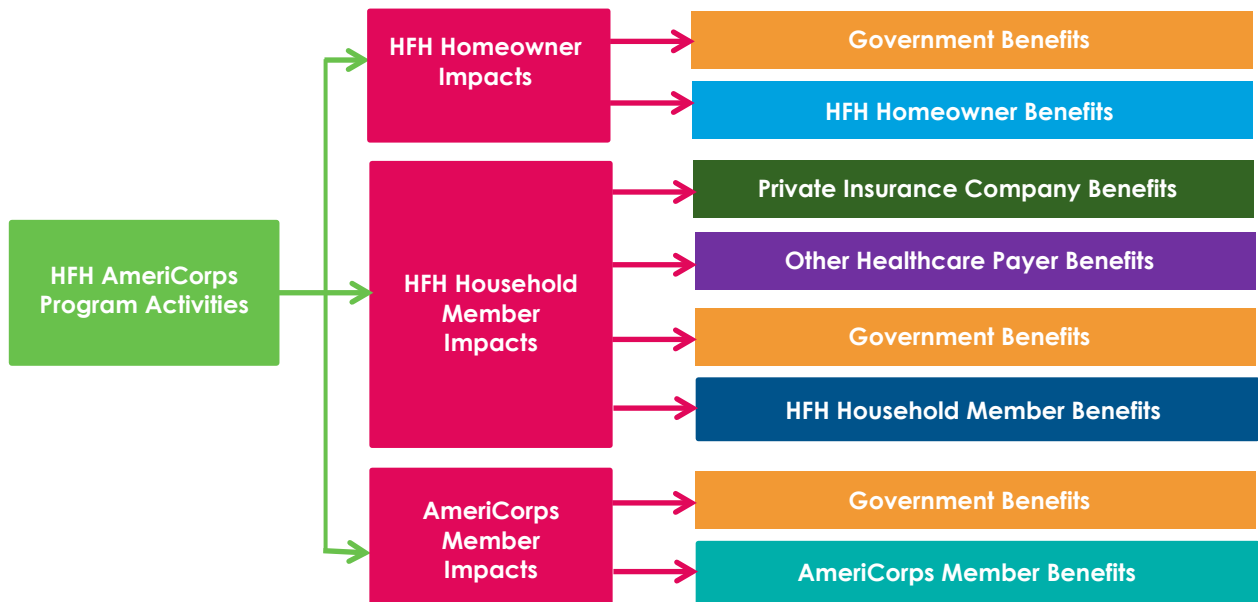 HFH AmeriCorps
Program Activities
HFH Homeowner
Impacts
Government Benefits
HFH Homeowner Benefits
HFH Household
Member
Impacts
Private Insurance Company Benefits
Other Healthcare Payer Benefits
Government Benefits
HFH Household Member Benefits
AmeriCorps
Member
Impacts
Government Benefits
AmeriCorps Member Benefits